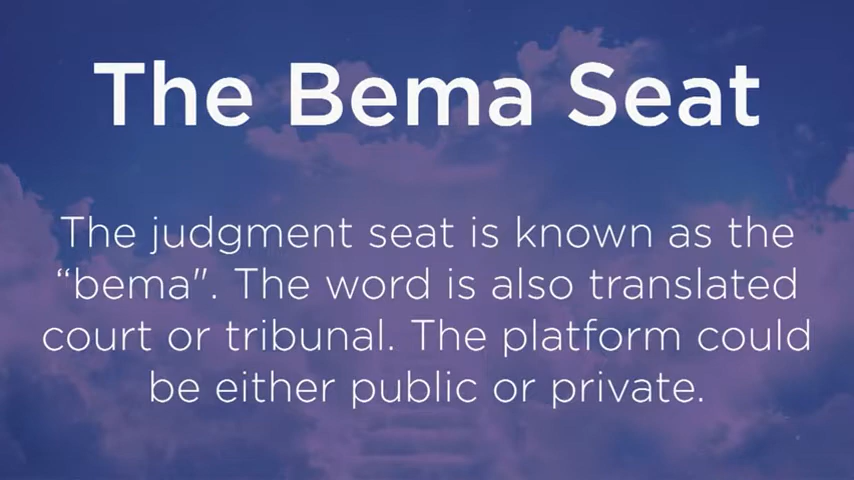 The Bema Seat
The judgment seat is known as the
“bema". The word is also translated
court or tribunal. The platform could
be either public or private.